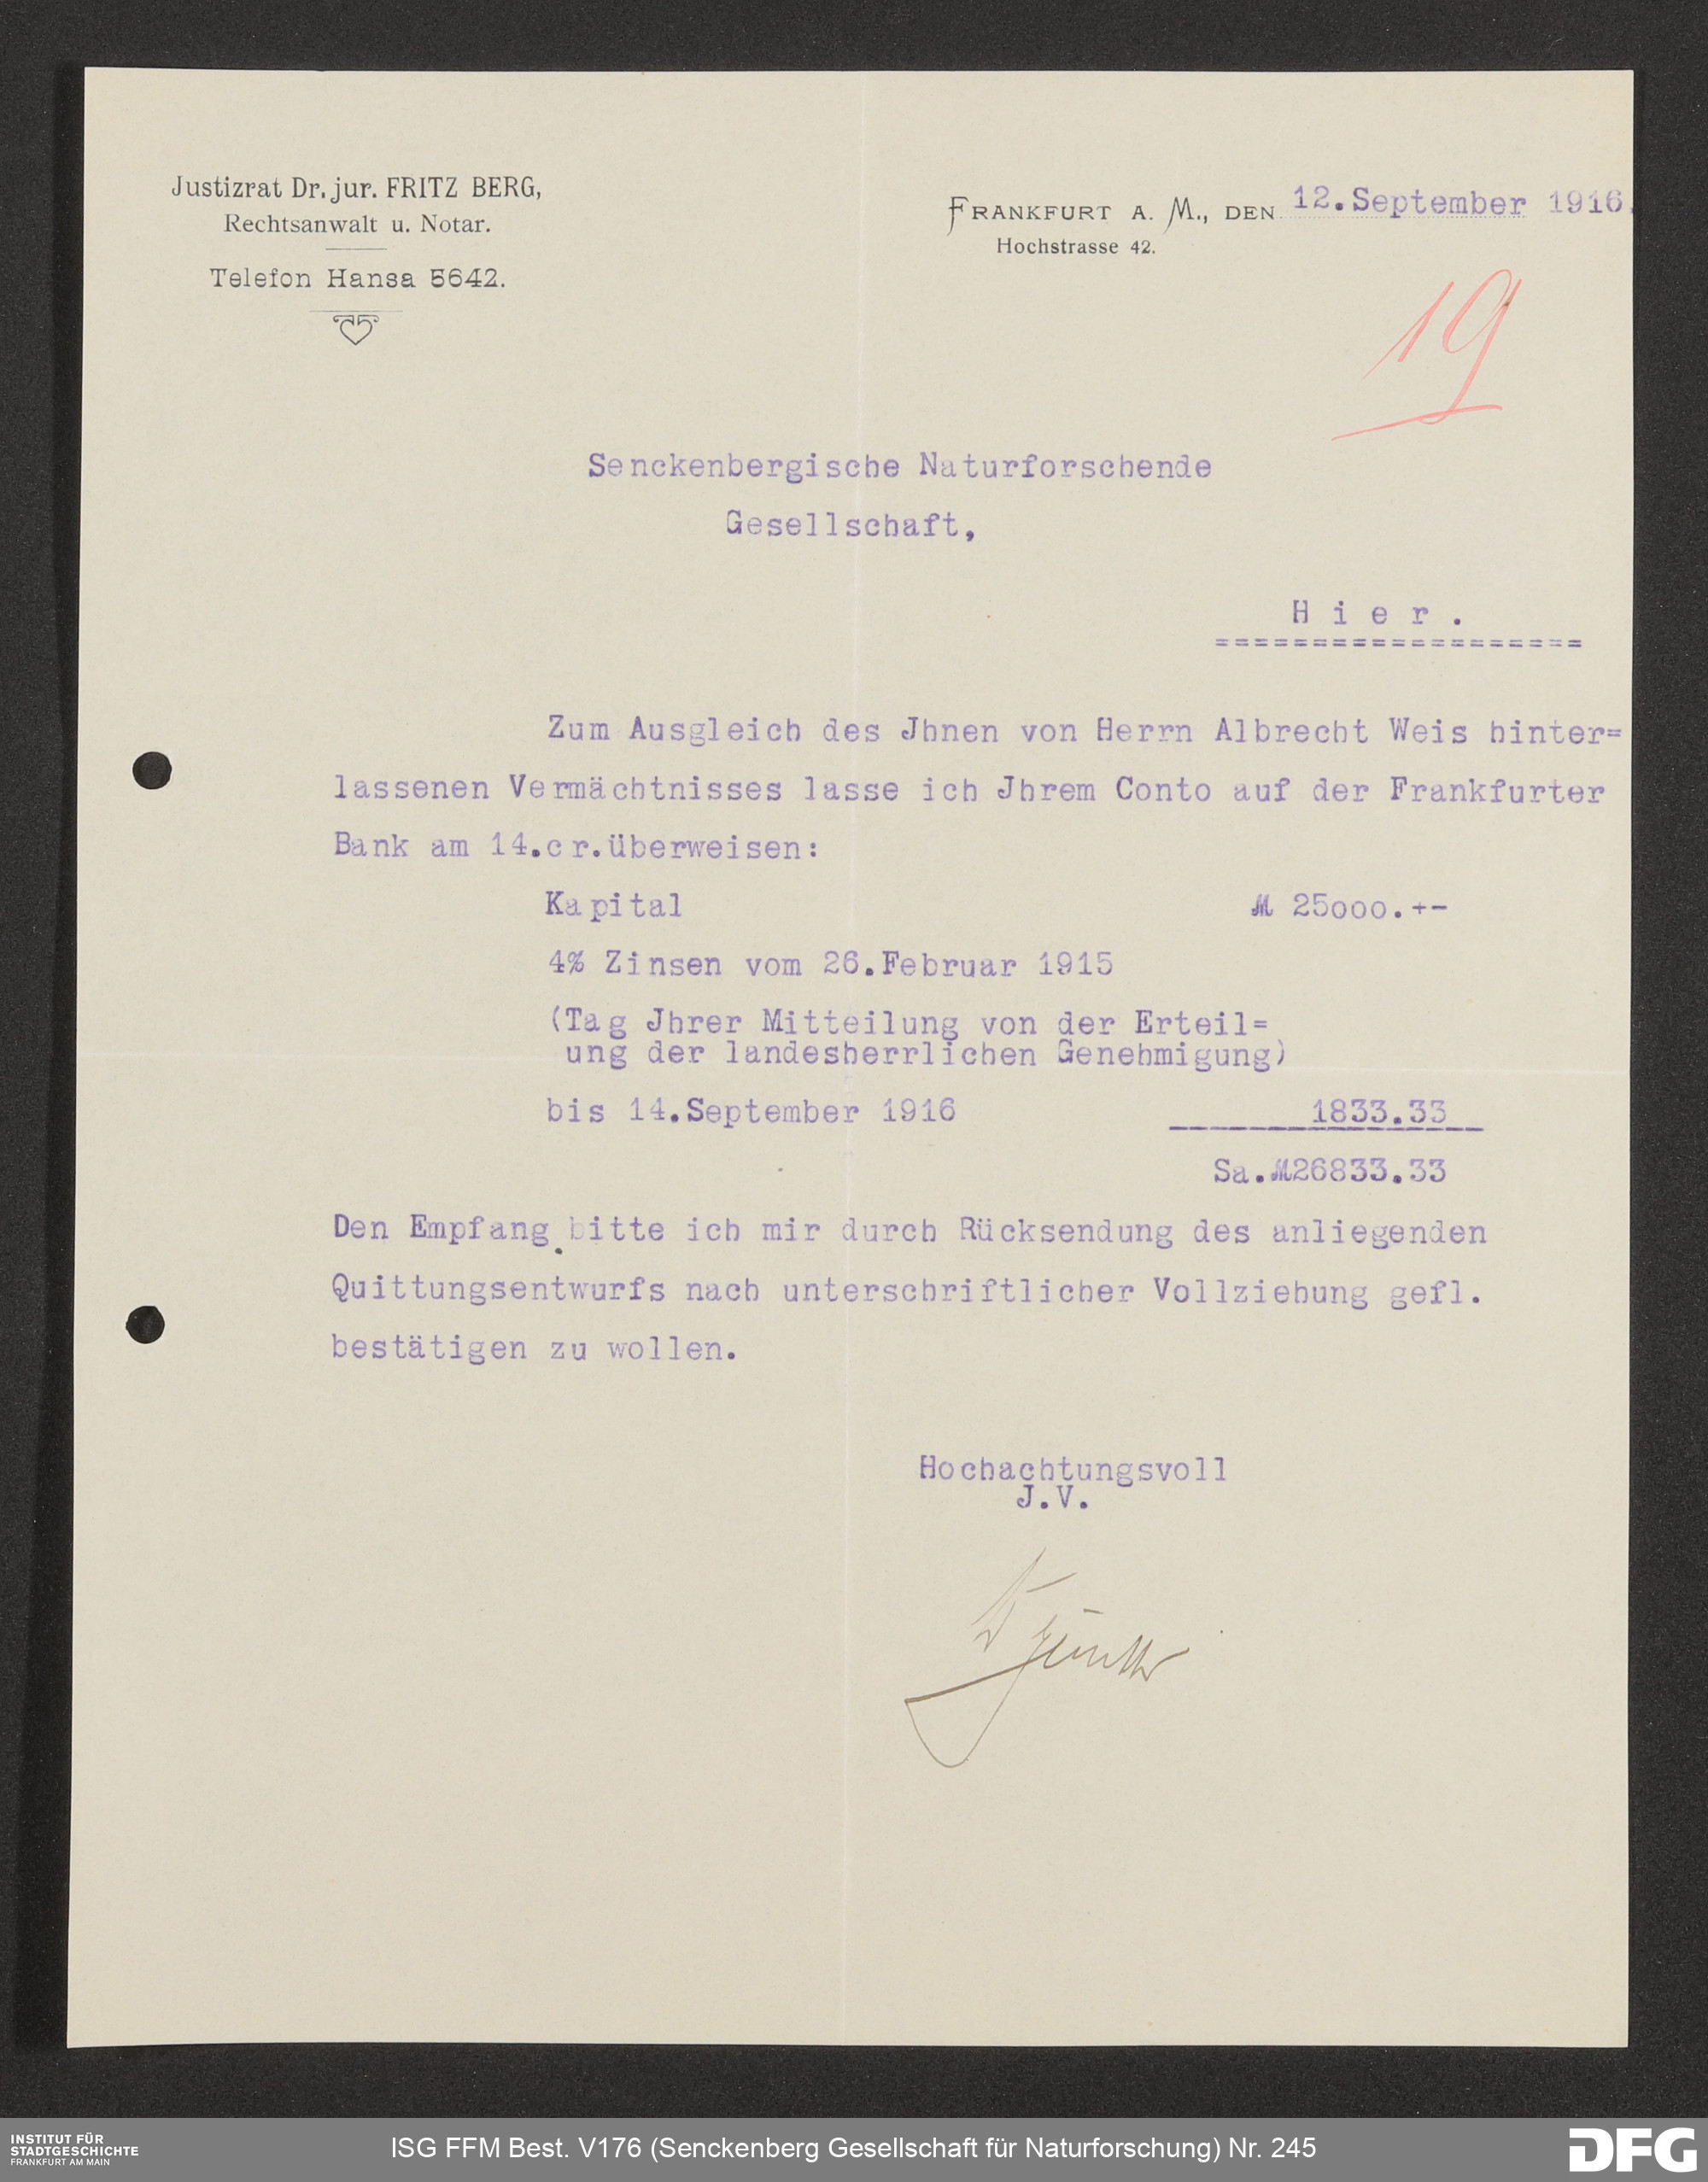 Justizrat Dr. jur. FRITZ BERG,
Rechtsanwalt u. Notar.
Telefon Hansa 5642.
FRANKFURT A. M., DEN 12.September 1916.
Hochstrasse 42.
19
Senckenbergische Naturforschende
Gesellschaft,
H i e r .
===================
Zum Ausgleich des Jhnen von Herrn Albrecht Weis hinter=
lassenen Vermächtnisses lasse ich Jhrem Conto auf der Frankfurter
Bank am 14.cr.überweisen:
Kapital M 25000.+-
4% Zinsen vom 26.Februar 1915
(Tag Jhrer Mitteilung von der Erteil=
ung der landesherrlichen Genehmigung)
bis 14.September 1916 1833.33
Sa.M26833.33
Den Empfang bitte ich mir durch Rücksendung des anliegenden
Quittungsentwurfs nach unterschriftlicher Vollziehung gefl.
bestätigen zu wollen.
Hochachtungsvoll
J.V.
INSTITUT FÜR
STADTGESCHICHTE
FRANKFURT AM MAIN
ISG FFM Best. V176 (Senckenberg Gesellschaft für Naturforschung) Nr. 245
DFG